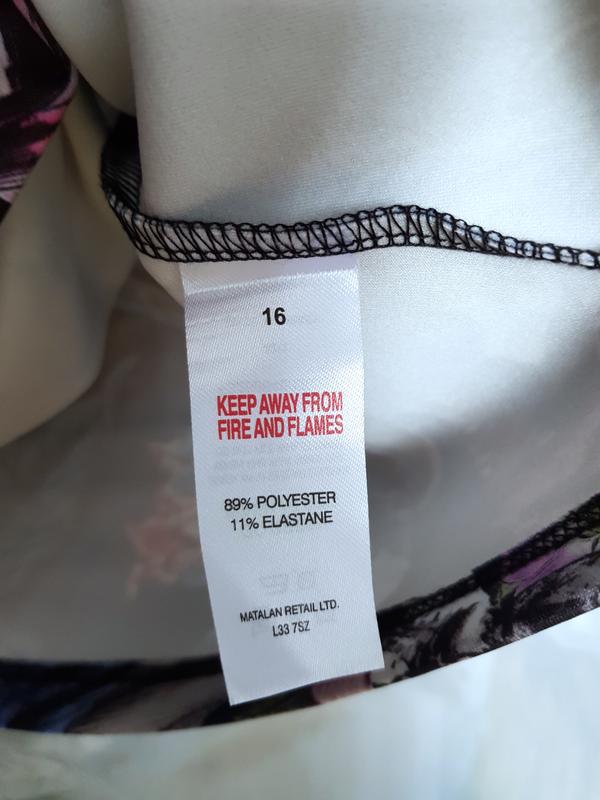 16
KEEP AWAY FROM
FIRE AND FLAMES
89% POLYESTER
11% ELASTANE
MATALAN RETAIL LTD.
L33 7SZ